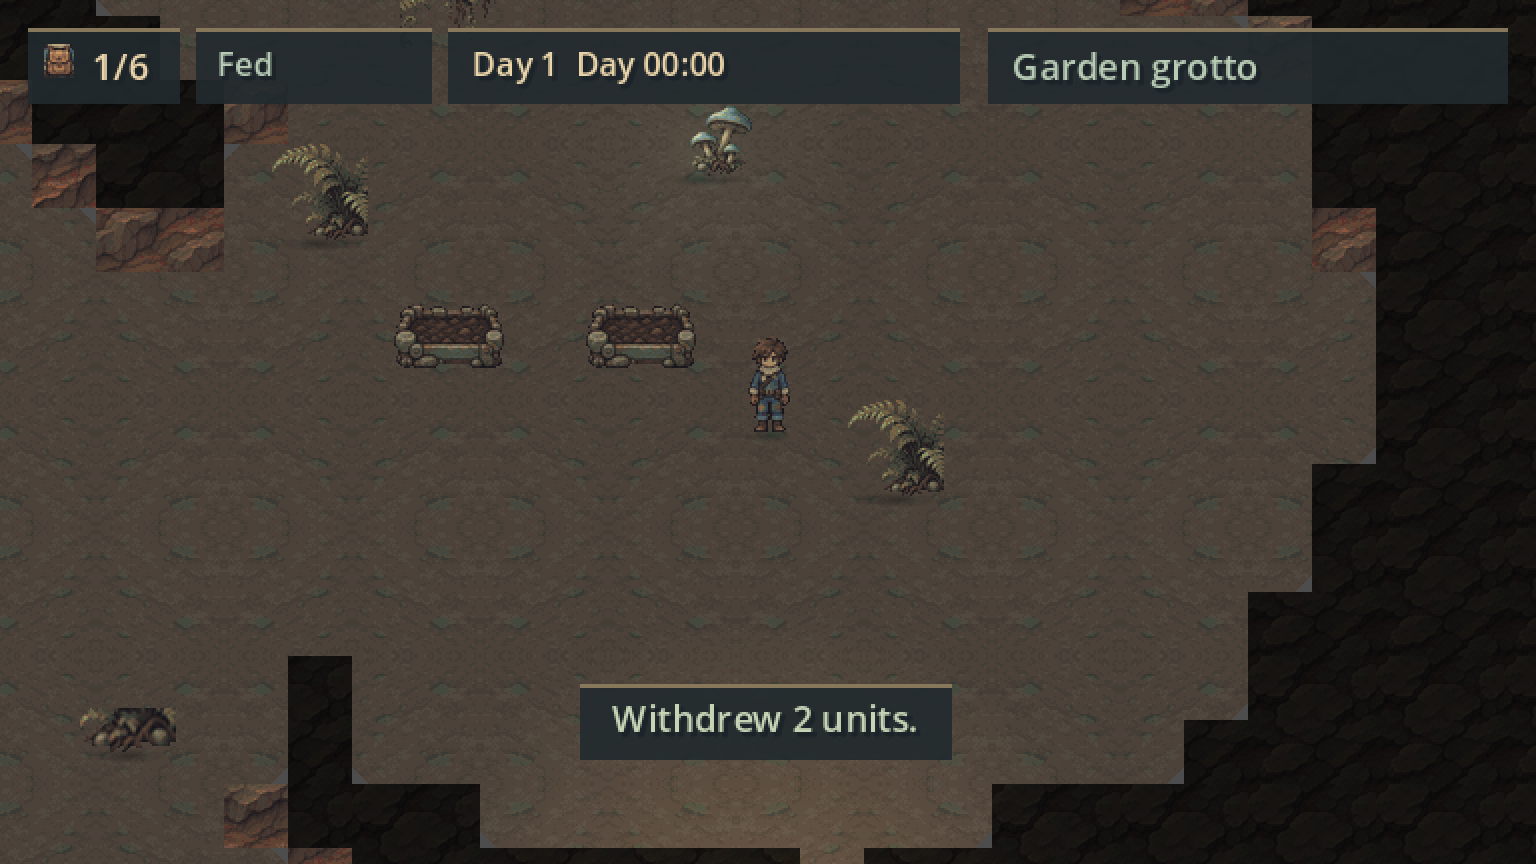 1/6
Fed
Day 1 Day 00:00
Garden grotto
Withdrew 2 units.